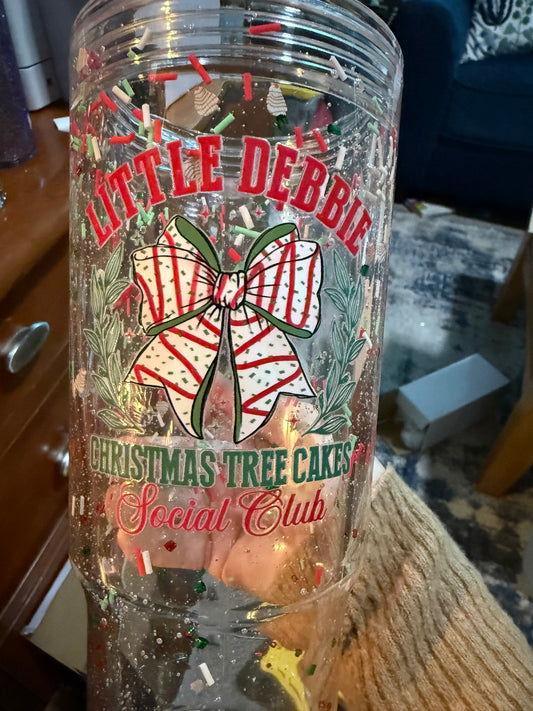 LITTLE DEBBIE
CHRISTMAS TREE CAKES
Social Club